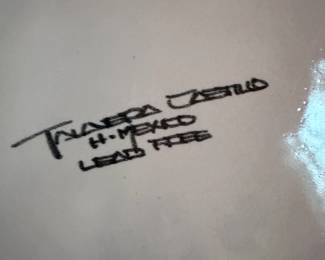 TALAVERA CASTILLO
H. MEXICO
LEAD FREE